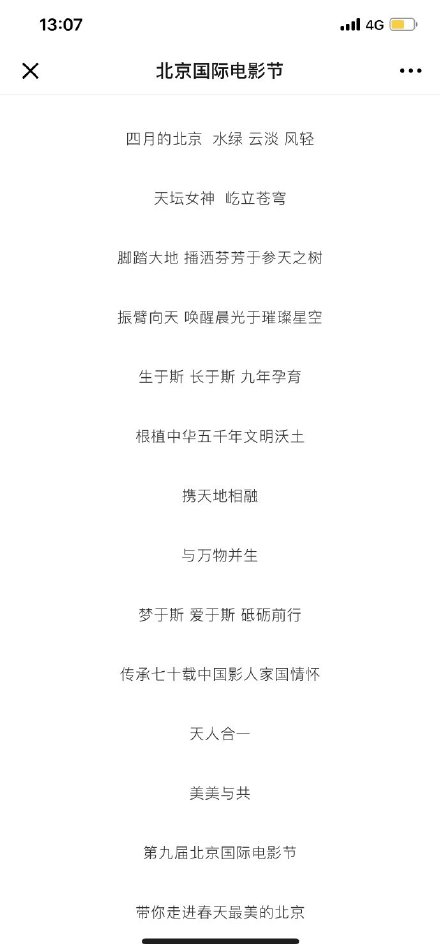 13:07
4G
北京国际电影节
四月的北京 水绿 云淡 风轻
天坛女神 屹立苍穹
脚踏大地 播洒芬芳于参天之树
振臂向天 唤醒晨光于璀璨星空
生于斯 长于斯 九年孕育
根植中华五千年文明沃土
携天地相融
与万物并生
梦于斯 爱于斯 砥砺前行
传承七十载中国影人家国情怀
天人合一
美美与共
第九届北京国际电影节
带你走进春天最美的北京